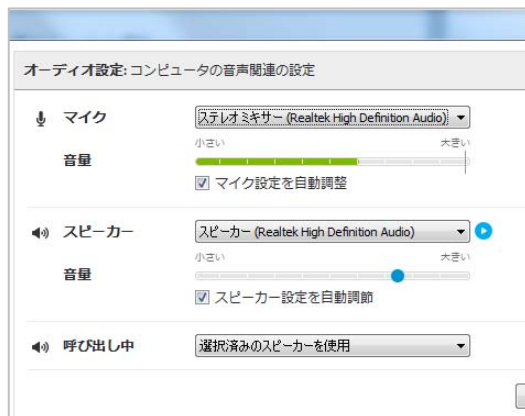 オーディオ設定: コンピュータの音声関連の設定
マイク ステレオ ミキサー (Realtek High Definition Audio)
小さい 大きい
音量
マイク設定を自動調整
スピーカー スピーカー (Realtek High Definition Audio)
小さい 大きい
音量
スピーカー設定を自動調節
呼び出し中 選択済みのスピーカーを使用